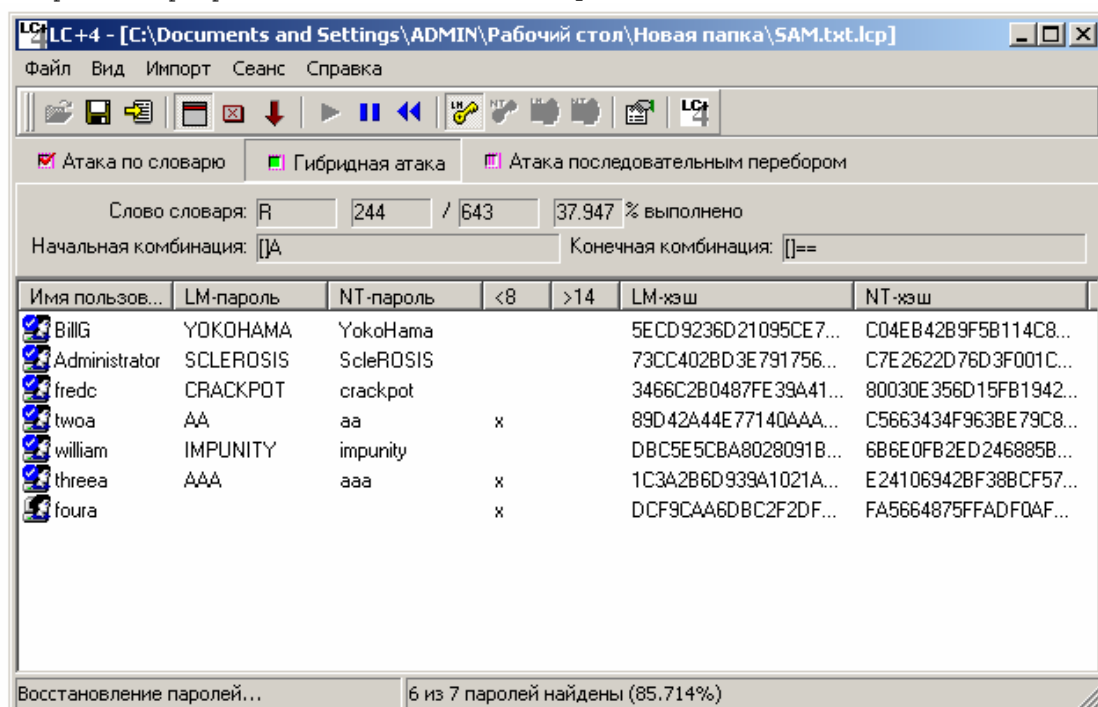 LC+4 - [C:\Documents and Settings\ADMIN\Рабочий стол\Новая папка\SAM.txt.lcp]
Файл Вид Импорт Сеанс Справка
Атака по словарю Гибридная атака Атака последовательным перебором
Слово словаря: R 244 / 643 37.947 % выполнено
Начальная комбинация: []A Конечная комбинация: []==
Имя пользов... LM-пароль NT-пароль <8 >14 LM-хэш NT-хэш
BillG YOKOHAMA YokoHama 5ECD9236D21095CE7... C04EB42B9F5B114C8...
Administrator SCLEROSIS ScleROSIS 73CC402BD3E791756... C7E2622D76D3F001C...
fredc CRACKPOT crackpot 3466C2B0487FE39A41... 80030E356D15FB1942...
twoa AA aa x 89D42A44E77140AAA... C5663434F963BE79C8...
william IMPUNITY impunity DBC5E5CBA8028091B... 6B6E0FB2ED246885B...
threea AAA aaa x 1C3A2B6D939A1021A... E24106942BF38BCF57...
foura x DCF9CAA6DBC2F2DF... FA5664875FFADF0AF...
Восстановление паролей... 6 из 7 паролей найдены (85.714%)